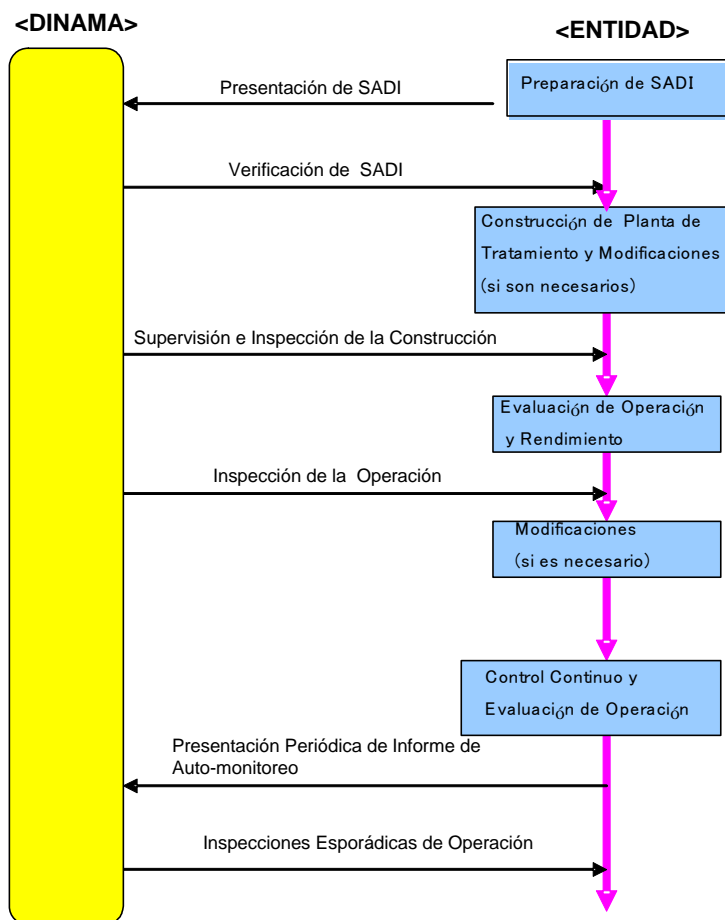 <DINAMA>
<ENTIDAD>
Preparación de SADI
Presentación de SADI
Verificación de SADI
Construcción de Planta de
Tratamiento y Modificaciones
(si son necesarios)
Supervisión e Inspección de la Construcción
Evaluación de Operación
y Rendimiento
Inspección de la Operación
Modificaciones
(si es necesario)
Control Continuo y
Evaluación de Operación
Presentación Periódica de Informe de
Auto-monitoreo
Inspecciones Esporádicas de Operación